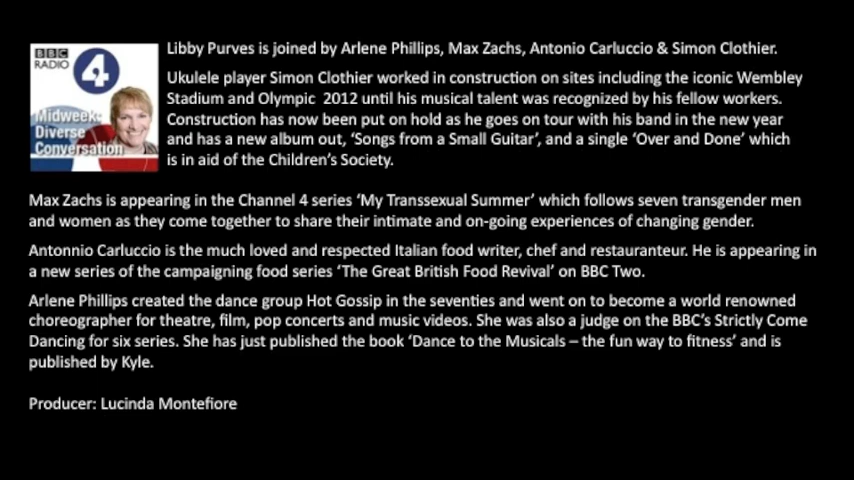 BBC
RADIO
4
Midweek:
Diverse
Conversation
Libby Purves is joined by Arlene Phillips, Max Zachs, Antonio Carluccio & Simon Clothier.
Ukulele player Simon Clothier worked in construction on sites including the iconic Wembley
Stadium and Olympic  2012 until his musical talent was recognized by his fellow workers.
Construction has now been put on hold as he goes on tour with his band in the new year
and has a new album out, ‘Songs from a Small Guitar’, and a single ‘Over and Done’ which
is in aid of the Children’s Society.
Max Zachs is appearing in the Channel 4 series ‘My Transsexual Summer’ which follows seven transgender men
and women as they come together to share their intimate and on-going experiences of changing gender.
Antonnio Carluccio is the much loved and respected Italian food writer, chef and restauranteur. He is appearing in
a new series of the campaigning food series ‘The Great British Food Revival’ on BBC Two.
Arlene Phillips created the dance group Hot Gossip in the seventies and went on to become a world renowned
choreographer for theatre, film, pop concerts and music videos. She was also a judge on the BBC’s Strictly Come
Dancing for six series. She has just published the book ‘Dance to the Musicals – the fun way to fitness’ and is
published by Kyle.
Producer: Lucinda Montefiore